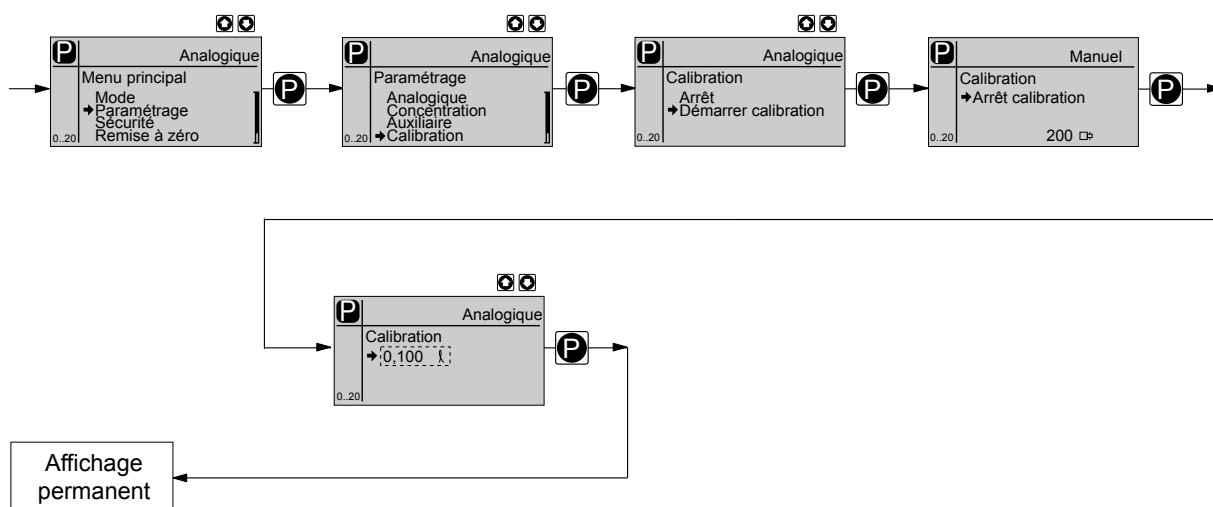 P
Analogique
Menu principal
Mode
Paramétrage
Sécurité
Remise à zéro
0..20
P
P
Analogique
Paramétrage
Analogique
Concentration
Auxiliaire
Calibration
0..20
P
P
Analogique
Calibration
Arrêt
Démarrer calibration
0..20
P
P
Manuel
Calibration
Arrêt calibration
0..20
200
P
P
Analogique
Calibration
0,100 ℓ
0..20
P
Affichage
permanent